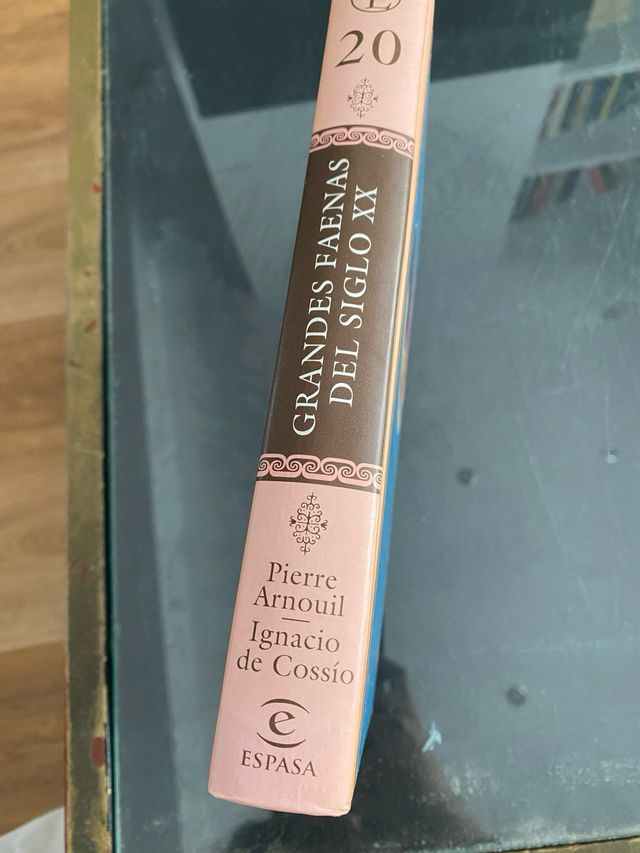 20
GRANDES FAENAS
DEL SIGLO XX
Pierre
Arnouil
Ignacio
de Cossío
e
ESPASA